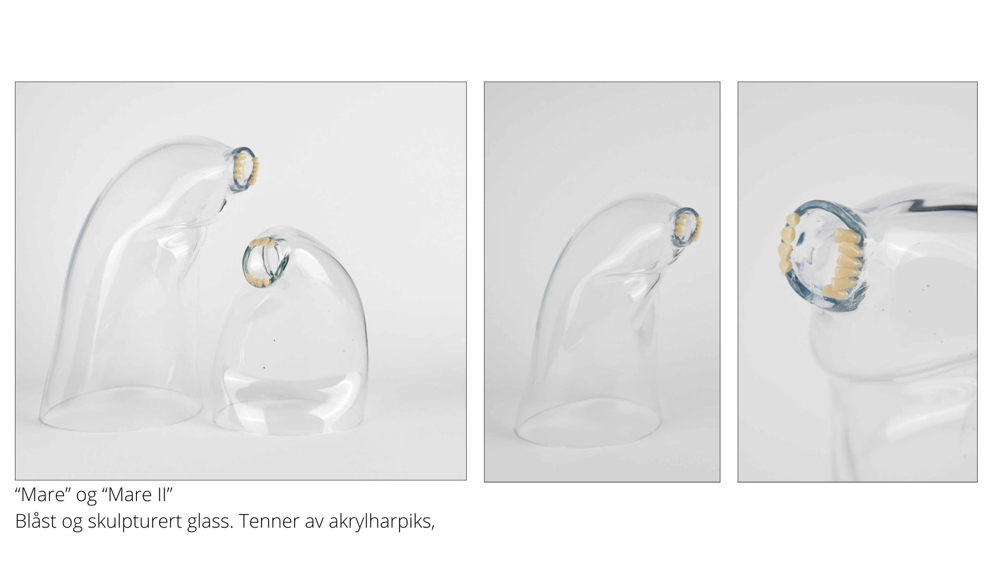 “Mare” og “Mare II”
Blåst og skulpturert glass. Tenner av akrylharpiks,